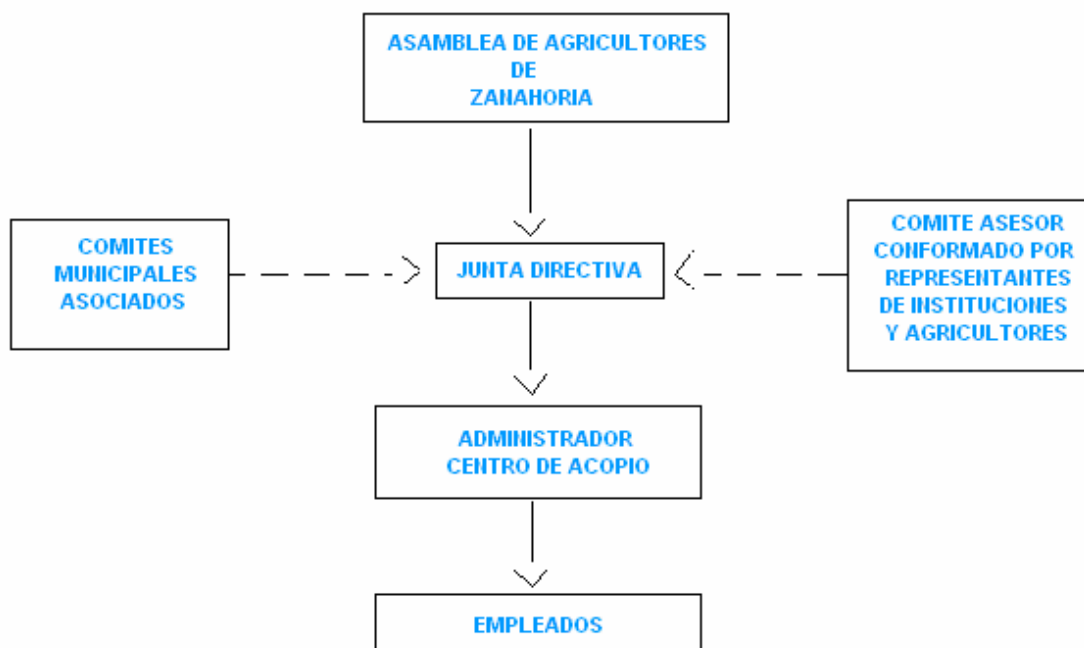 ASAMBLEA DE AGRICULTORES
DE
ZANAHORIA
COMITES
MUNICIPALES
ASOCIADOS
JUNTA DIRECTIVA
COMITE ASESOR
CONFORMADO POR
REPRESENTANTES
DE INSTITUCIONES
Y AGRICULTORES
ADMINISTRADOR
CENTRO DE ACOPIO
EMPLEADOS